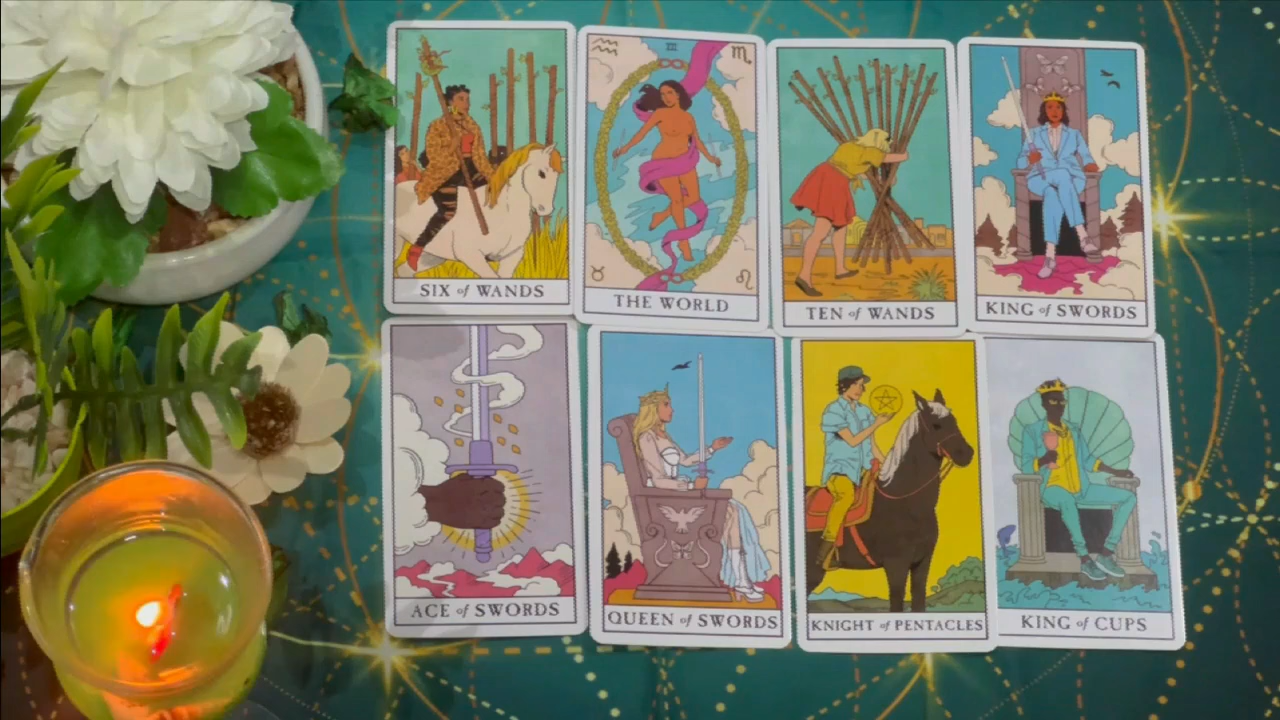 SIX of WANDS
III
THE WORLD
TEN of WANDS
KING of SWORDS
ACE of SWORDS
QUEEN of SWORDS
KNIGHT of PENTACLES
KING of CUPS